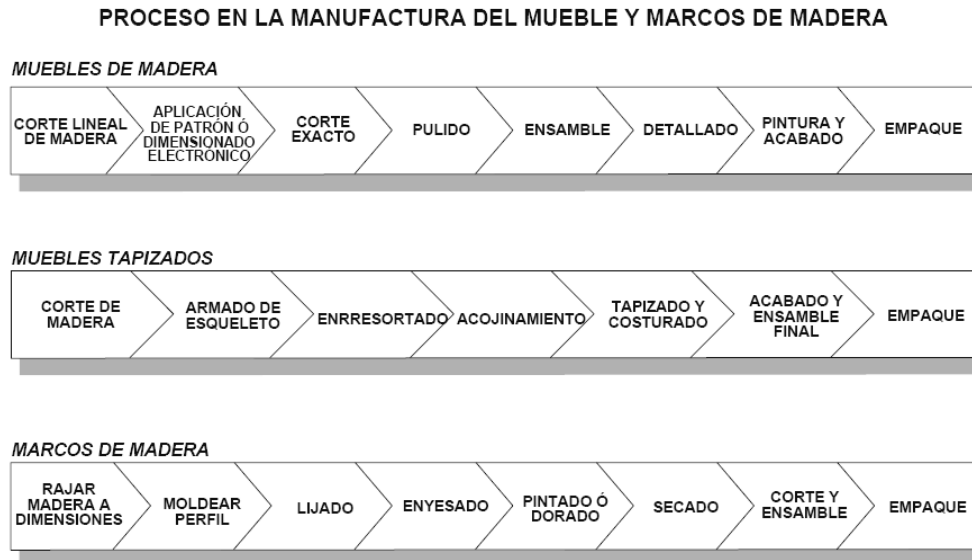 PROCESO EN LA MANUFACTURA DEL MUEBLE Y MARCOS DE MADERA
MUEBLES DE MADERA
CORTE LINEAL
DE MADERA
APLICACIÓN
DE PATRÓN Ó
DIMENSIONADO
ELECTRÓNICO
CORTE
EXACTO
PULIDO
ENSAMBLE
DETALLADO
PINTURA Y
ACABADO
EMPAQUE
MUEBLES TAPIZADOS
CORTE DE
MADERA
ARMADO DE
ESQUELETO
ENRRESORTADO
ACOJINAMIENTO
TAPIZADO Y
COSTURADO
ACABADO Y
ENSAMBLE
FINAL
EMPAQUE
MARCOS DE MADERA
RAJAR
MADERA A
DIMENSIONES
MOLDEAR
PERFIL
LIJADO
ENYESADO
PINTADO Ó
DORADO
SECADO
CORTE Y
ENSAMBLE
EMPAQUE